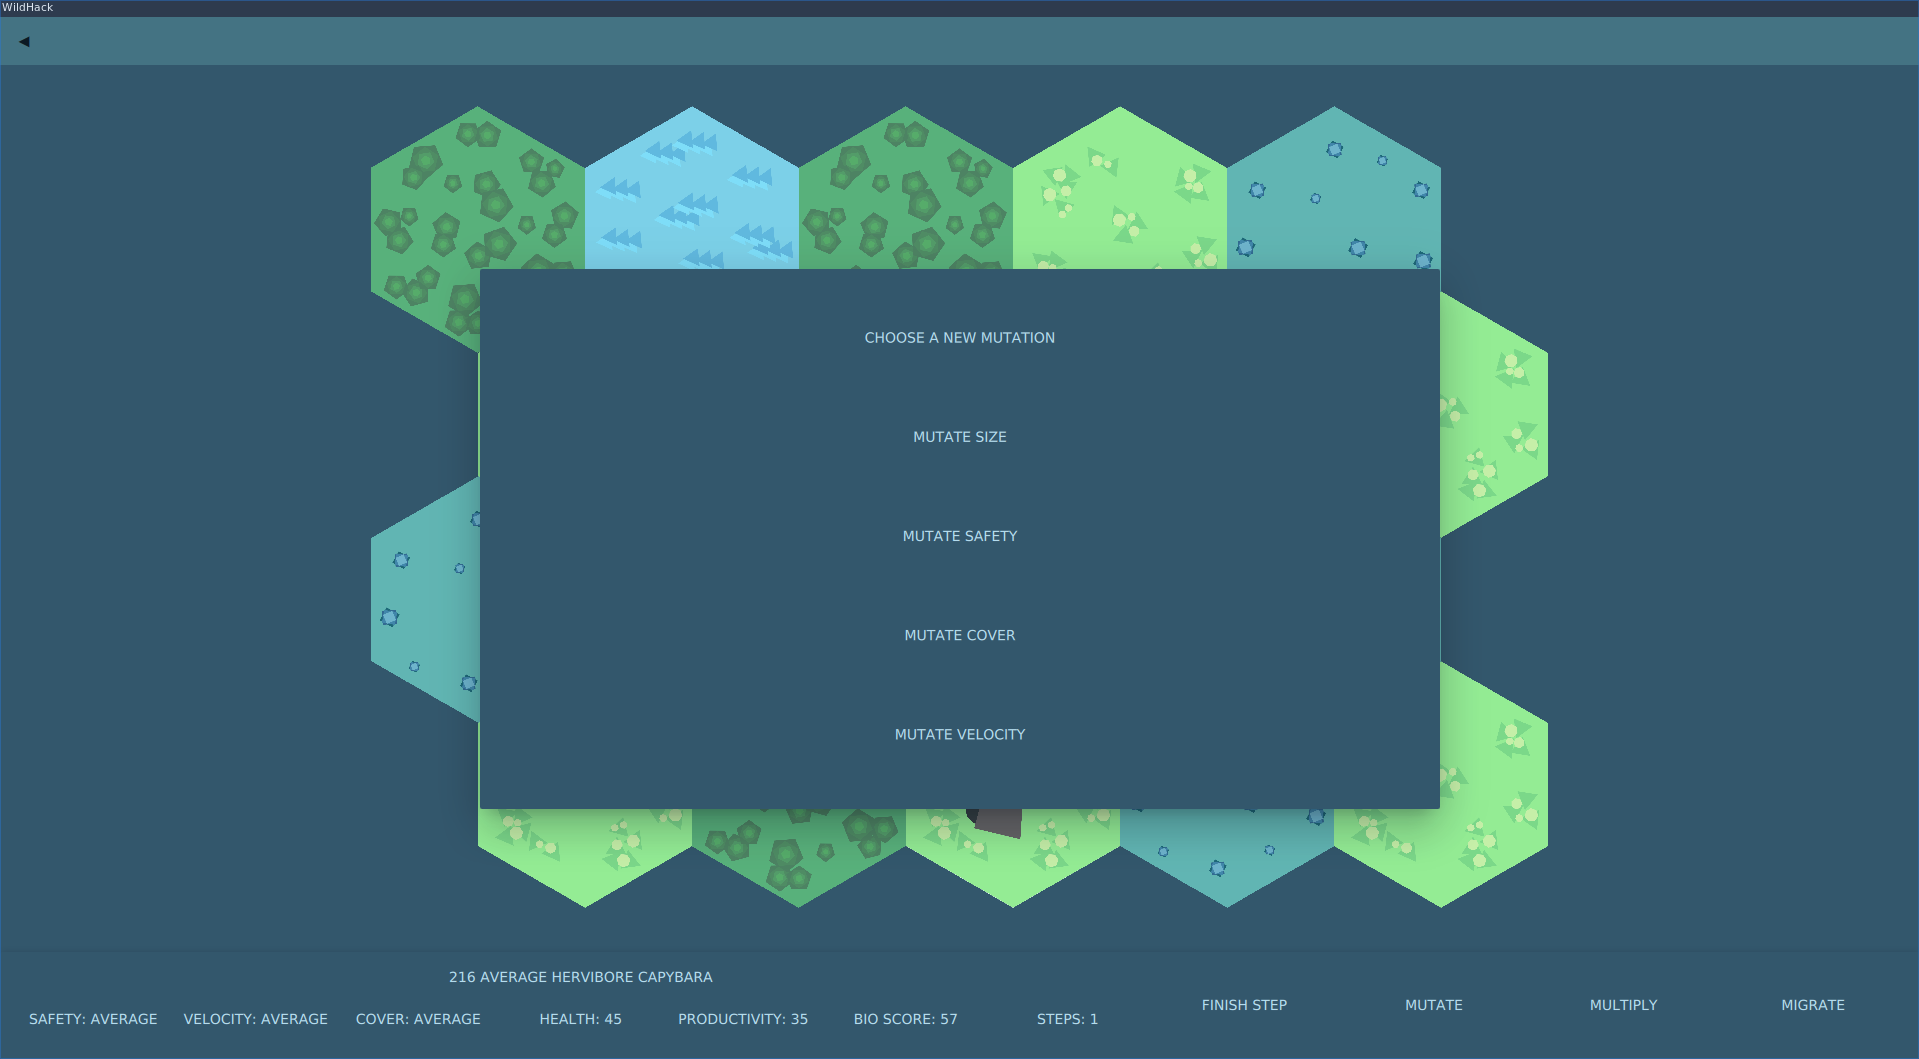 WildHack
CHOOSE A NEW MUTATION
MUTATE SIZE
MUTATE SAFETY
MUTATE COVER
MUTATE VELOCITY
216 AVERAGE HERVIBORE CAPYBARA
SAFETY: AVERAGE VELOCITY: AVERAGE COVER: AVERAGE HEALTH: 45 PRODUCTIVITY: 35 BIO SCORE: 57 STEPS: 1
FINISH STEP MUTATE MULTIPLY MIGRATE